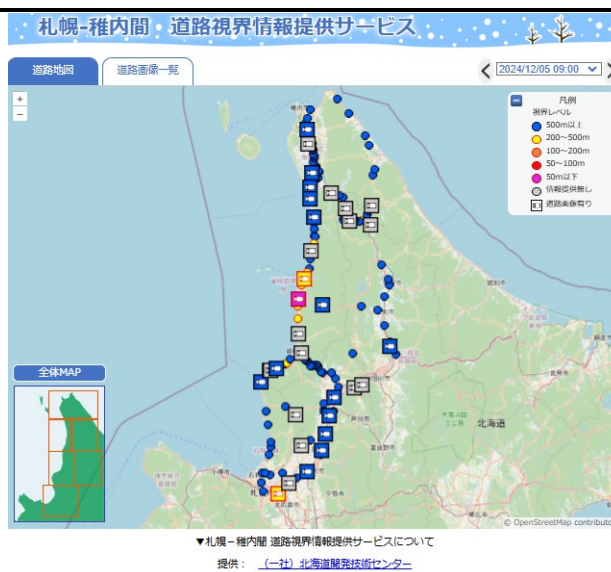 札幌-稚内間 道路視界情報提供サービス
道路地図
道路画像一覧
2024/12/05 09:00
+
−
凡例
視界レベル
500m以上
200〜500m
100〜200m
50〜100m
50m以下
情報提供無し
道路画像有り
北海道
全体MAP
© OpenStreetMap contributo
▼札幌−稚内間 道路視界情報提供サービスについて
提供： (一社) 北海道開発技術センター